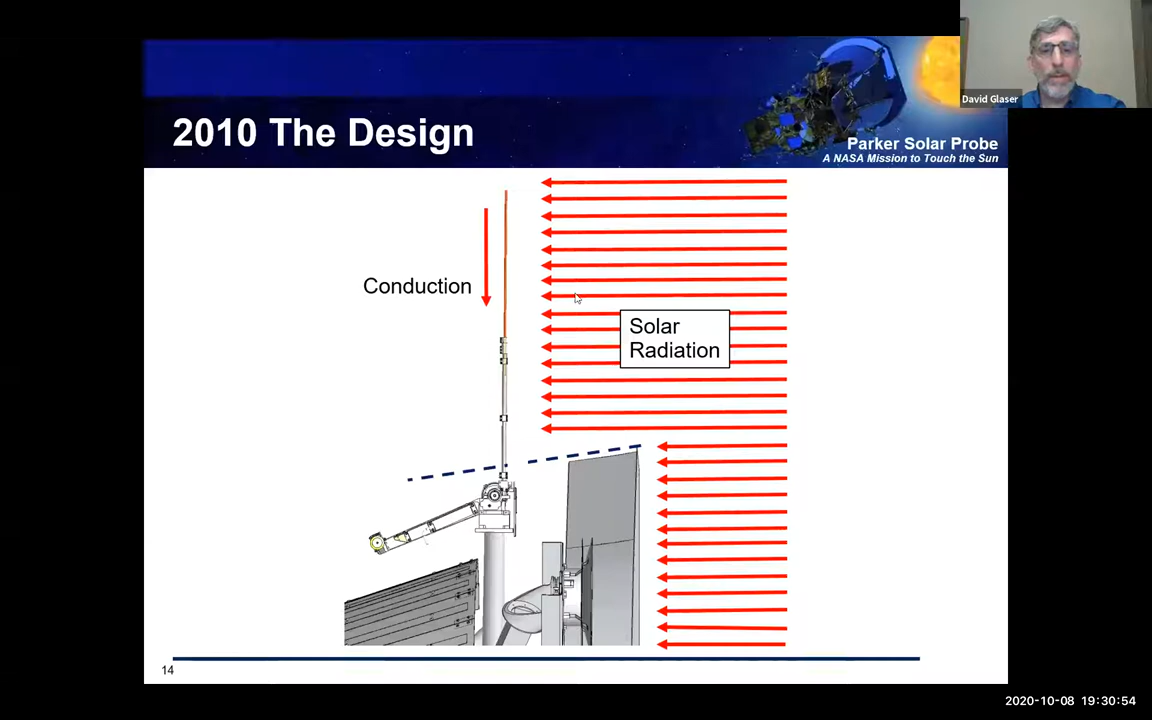 David Glaser
2010 The Design
Parker Solar Probe
A NASA Mission to Touch the Sun
Conduction
Solar
Radiation
14
2020-10-08 19:30:54